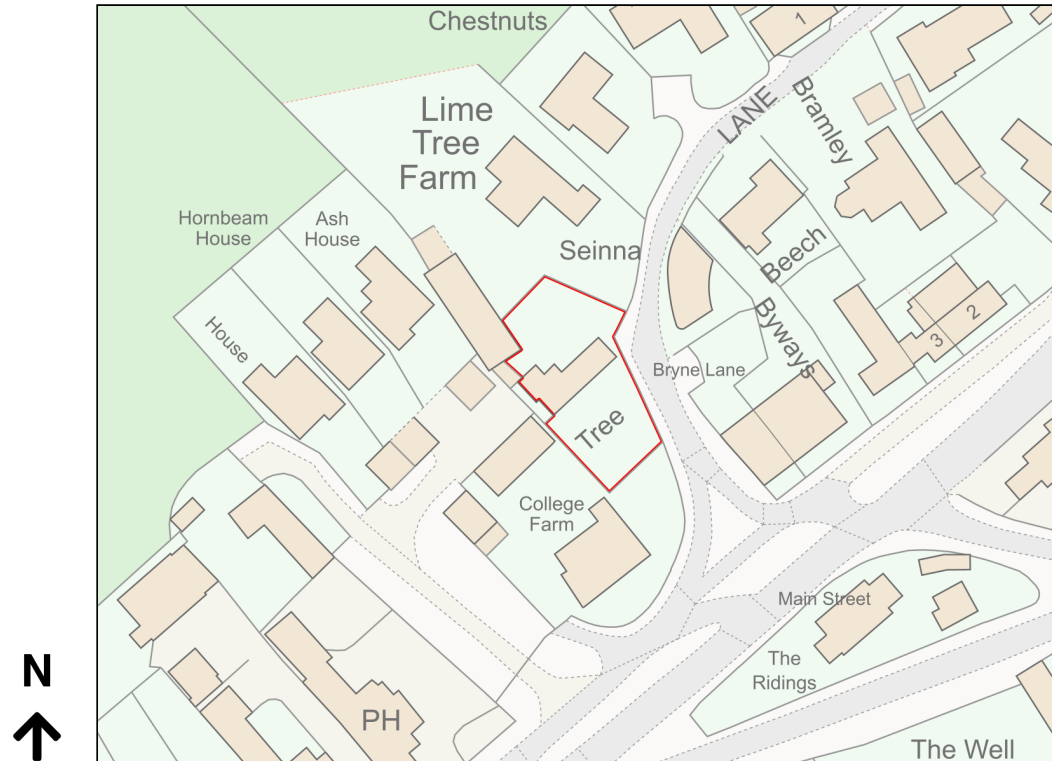 Chestnuts
1
Lime
Tree
Farm
LANE
Bramley
Hornbeam
House
Ash
House
Seinna
Beech
House
Byways
2
3
Bryne Lane
Tree
College
Farm
Main Street
The
Ridings
N
PH
The Well